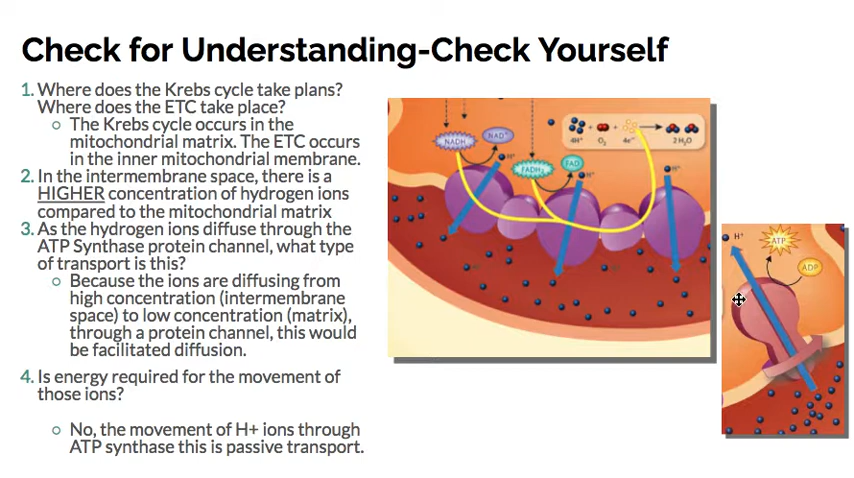 Check for Understanding-Check Yourself
1. Where does the Krebs cycle take plans?
Where does the ETC take place?
The Krebs cycle occurs in the
mitochondrial matrix. The ETC occurs
in the inner mitochondrial membrane.
2. In the intermembrane space, there is a
HIGHER concentration of hydrogen ions
compared to the mitochondrial matrix
3. As the hydrogen ions diffuse through the
ATP Synthase protein channel, what type
of transport is this?
Because the ions are diffusing from
high concentration (intermembrane
space) to low concentration (matrix),
through a protein channel, this would
be facilitated diffusion.
4. Is energy required for the movement of
those ions?
No, the movement of H+ ions through
ATP synthase this is passive transport.
4H⁺ + O₂ + 4e⁻ 2 H₂O
NADH NAD⁺
H⁺
FADH₂ FAD
H⁺
H⁺
H⁺ ATP
ADP